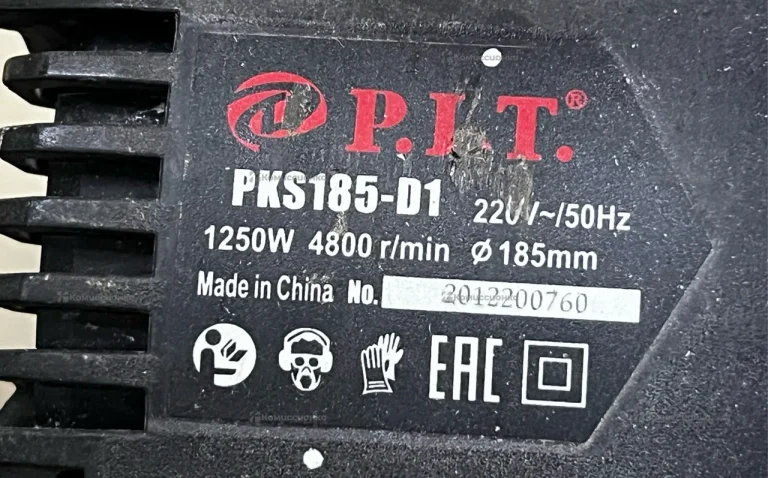 P.I.T.®
PKS185-D1 220V~/50Hz
1250W 4800 r/min Ø185mm
Made in China No. 2012200760
EAC